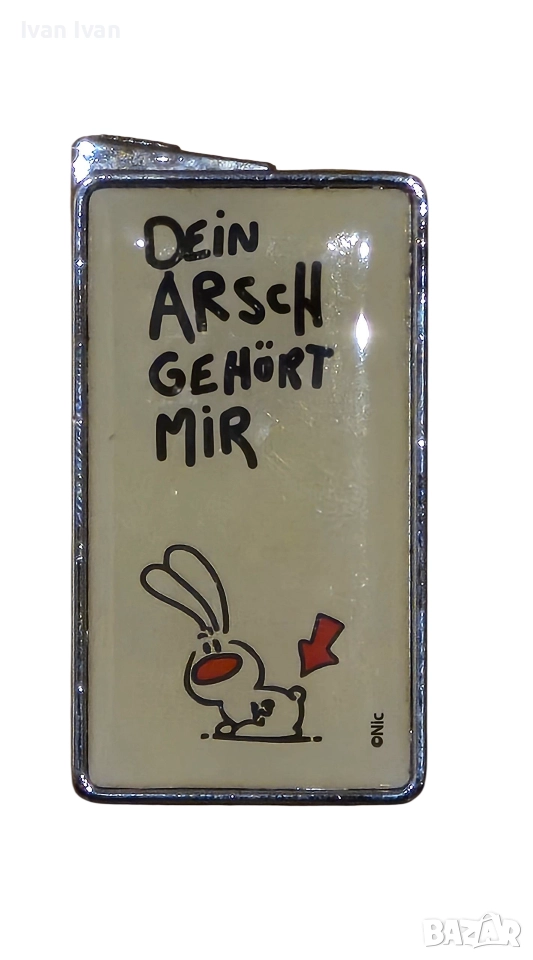 Ivan Ivan
DEiN
ARScH
GEHÖRT
MiR
©Nic
BAZAR